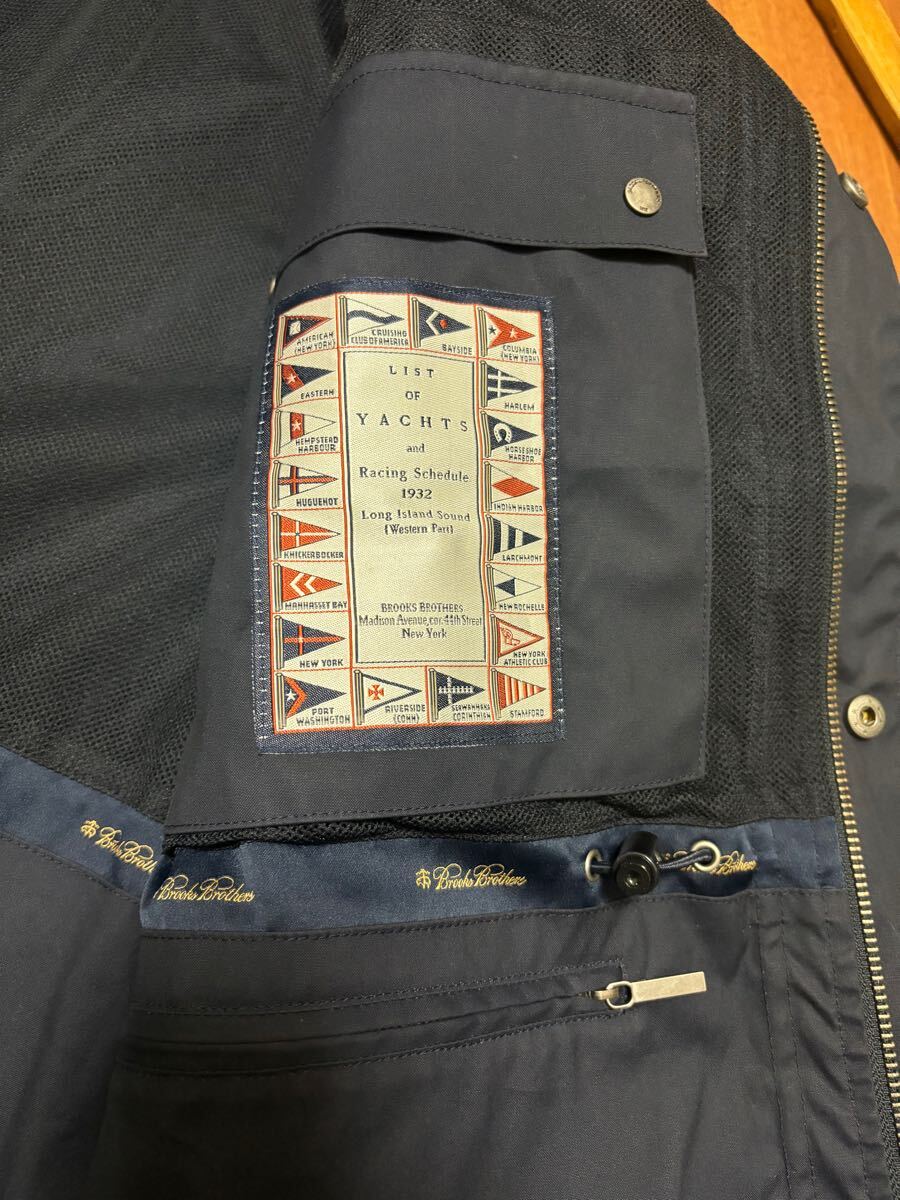 AMERICAN
(NEW YORK)
CRUISING
CLUB OF AMERICA
BAYSIDE
COLUMBIA
(NEW YORK)
EASTERN
HARLEM
HEMPSTEAD
HARBOUR
HORSESHOE
HARBOR
HUGUENOT
INDIAN HARBOR
KNICKERBOCKER
LARCHMONT
MANHASSET BAY
NEW ROCHELLE
NEW YORK
NEW YORK
ATHLETIC CLUB
PORT
WASHINGTON
RIVERSIDE
(CONN)
SEAWANHAKA
CORINTHIAN
STAMFORD
LIST
OF
YACHTS
and
Racing Schedule
1932
Long Island Sound
(Western Part)
BROOKS BROTHERS
Madison Avenue, cor. 44th Street
New York
Brooks Broth
Brooks Brothers
Brooks Brothers
Brothers